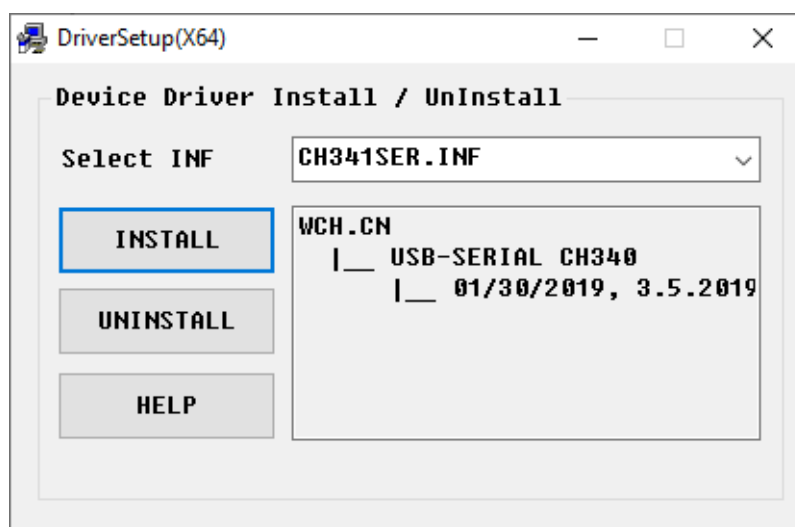 DriverSetup(X64)
Device Driver Install / UnInstall
Select INF
CH341SER.INF
INSTALL
UNINSTALL
HELP
WCH.CN
|__ USB-SERIAL CH340
|__ 01/30/2019, 3.5.2019